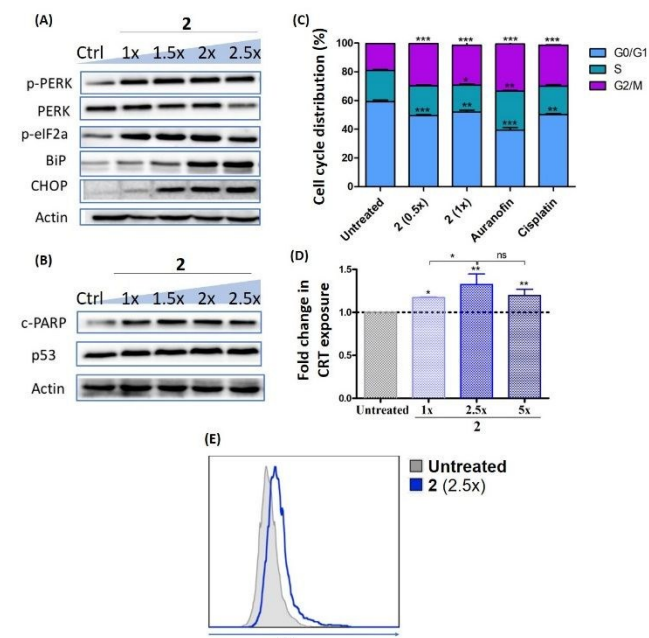 (A)
2
Ctrl 1x 1.5x 2x 2.5x
p-PERK
PERK
p-eIF2a
BiP
CHOP
Actin
(B)
2
Ctrl 1x 1.5x 2x 2.5x
c-PARP
p53
Actin
(C)
Cell cycle distribution (%)
100
80
60
40
20
0
*** *** *** ***
* **
*** ** *** **
Untreated
2 (0.5x)
2 (1x)
Auranofin
Cisplatin
G0/G1
S
G2/M
(D)
Fold change in
CRT exposure
1.5
1.0
0.5
0.0
* ns
* ** **
Untreated 1x 2.5x 5x
2
(E)
Untreated
2 (2.5x)